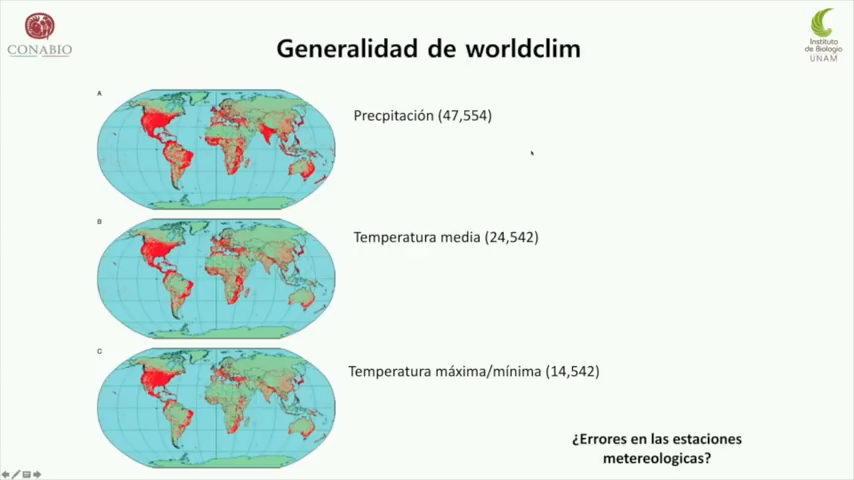 CONABIO
Instituto
de Biología
UNAM
Generalidad de worldclim
A
Precpitación (47,554)
B
Temperatura media (24,542)
C
Temperatura máxima/mínima (14,542)
¿Errores en las estaciones
metereologicas?